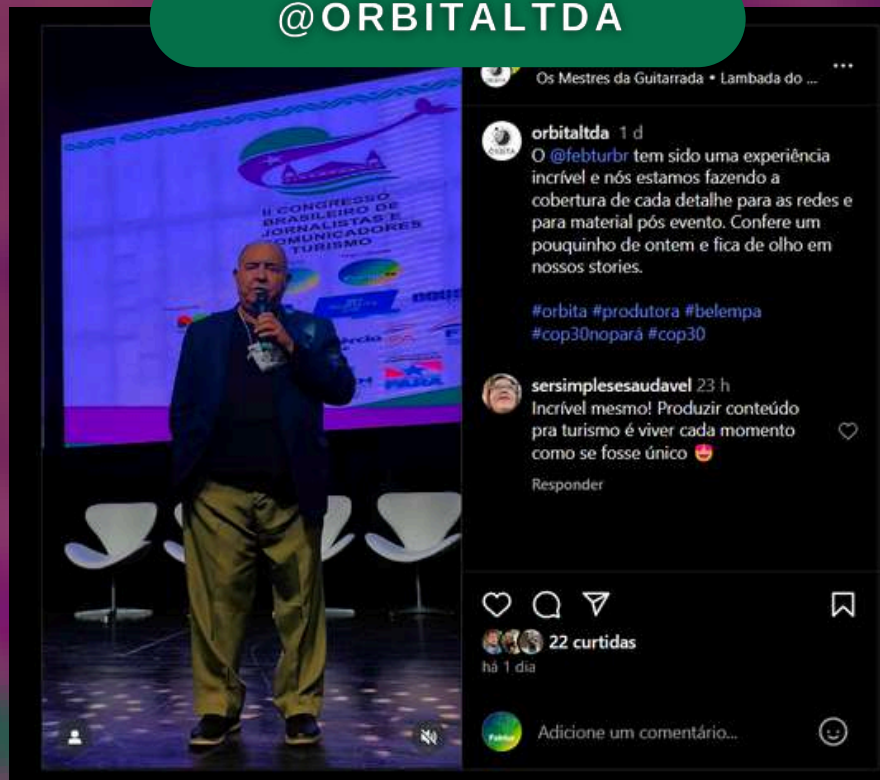 @ORBITALTDA
Os Mestres da Guitarrada • Lambada do ...
orbitaltda 1 d
O @febturbr tem sido uma experiência
incrível e nós estamos fazendo a
cobertura de cada detalhe para as redes e
para material pós evento. Confere um
pouquinho de ontem e fica de olho em
nossos stories.
#orbita #produtora #belempa
#cop30nopará #cop30
sersimplesesaudavel 23 h
Incrível mesmo! Produzir conteúdo
pra turismo é viver cada momento
como se fosse único 😍
Responder
22 curtidas
há 1 dia
Adicione um comentário...
II CONGRESSO
BRASILEIRO DE
JORNALISTAS E
COMUNICADORES
TURISMO
PARÁ